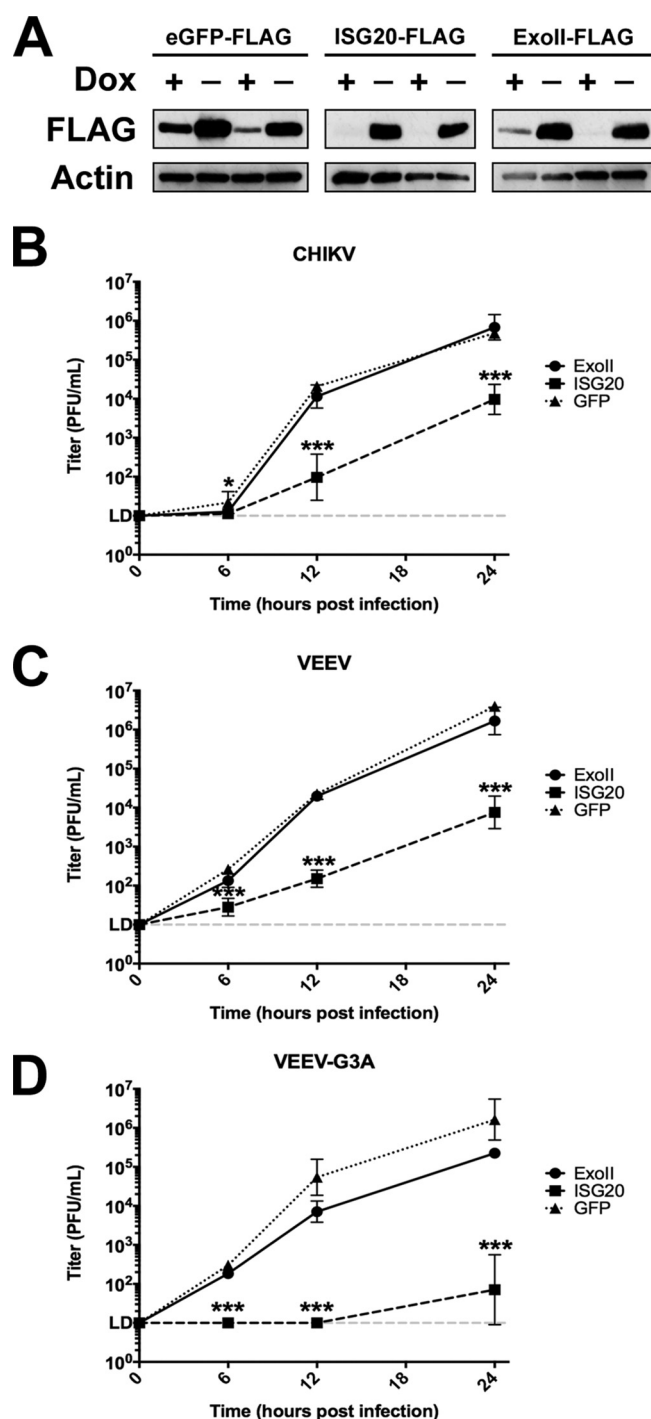 A
eGFP-FLAG ISG20-FLAG ExoII-FLAG
Dox + − + − + − + − + − + −
FLAG
Actin
B
CHIKV
10⁷
10⁶
10⁵
10⁴
10³
10²
LD
10⁰
Titer (PFU/mL)
* *** ***
ExoII
ISG20
GFP
0 6 12 18 24
Time (hours post infection)
C
VEEV
10⁷
10⁶
10⁵
10⁴
10³
10²
LD
10⁰
Titer (PFU/mL)
*** *** ***
ExoII
ISG20
GFP
0 6 12 18 24
Time (hours post infection)
D
VEEV-G3A
10⁷
10⁶
10⁵
10⁴
10³
10²
LD
10⁰
Titer (PFU/mL)
*** *** ***
ExoII
ISG20
GFP
0 6 12 18 24
Time (hours post infection)